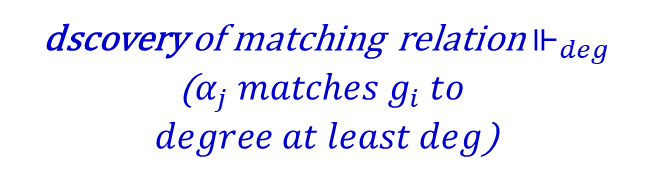 dscovery of matching relation ⊩_deg
(α_j matches g_i to
degree at least deg)